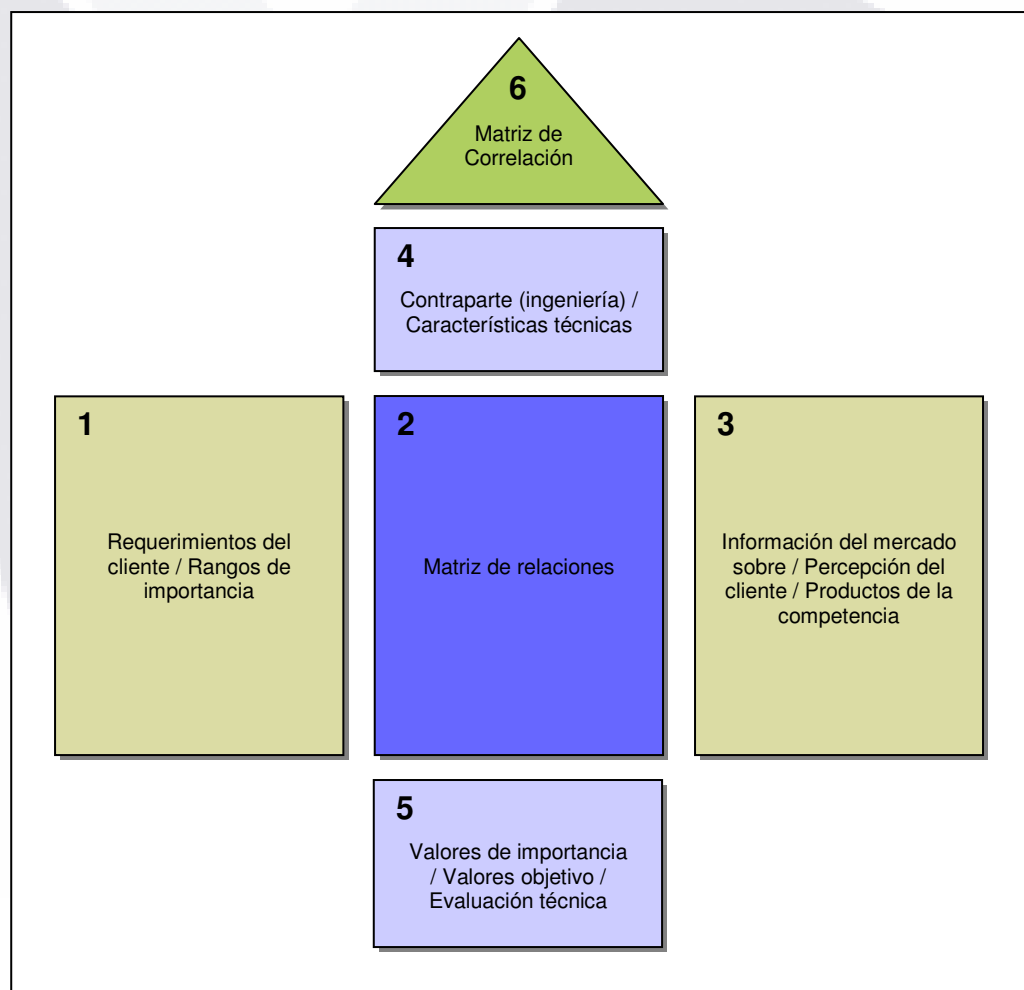 6
Matriz de
Correlación
4
Contraparte (ingeniería) /
Características técnicas
1
Requerimientos del
cliente / Rangos de
importancia
2
Matriz de relaciones
3
Información del mercado
sobre / Percepción del
cliente / Productos de la
competencia
5
Valores de importancia
/ Valores objetivo /
Evaluación técnica